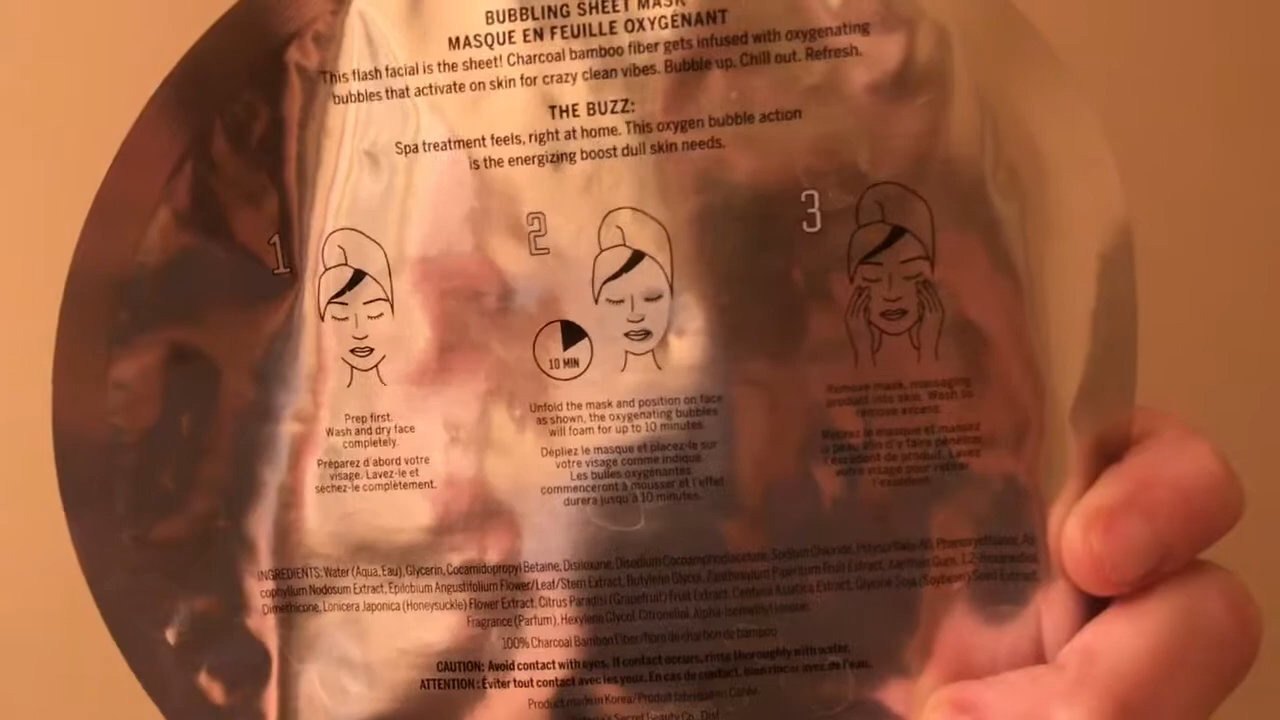 BUBBLING SHEET MASK
MASQUE EN FEUILLE OXYGÉNANT
This flash facial is the sheet! Charcoal bamboo fiber gets infused with oxygenating
bubbles that activate on skin for crazy clean vibes. Bubble up. Chill out. Refresh.
THE BUZZ:
Spa treatment feels, right at home. This oxygen bubble action
is the energizing boost dull skin needs.
1
Prep first.
Wash and dry face
completely.
Préparez d'abord votre
visage. Lavez-le et
séchez-le complètement.
2
10 MIN
Unfold the mask and position on face
as shown, the oxygenating bubbles
will foam for up to 10 minutes.
Dépliez le masque et placez-le sur
votre visage comme indiqué.
Les bulles oxygénantes
commenceront à mousser et l'effet
durera jusqu'à 10 minutes.
3
Remove mask, massaging
product into skin. Wash to
remove excess.
Retirez le masque et massez
la peau afin d'y faire pénétrer
l'excédent de produit. Lavez
votre visage pour retirer
l'excédent.
INGREDIENTS: Water (Aqua, Eau), Glycerin, Cocamidopropyl Betaine, Disiloxane, Disodium Cocoamphodiacetate, Sodium Chloride, Polysorbate-80, Phenoxyethanol, As
cophyllum Nodosum Extract, Epilobium Angustifolium Flower/Leaf/Stem Extract, Butylene Glycol, Zanthoxylum Piperitum Fruit Extract, Xanthan Gum, 1,2-Hexanediol,
Dimethicone, Lonicera Japonica (Honeysuckle) Flower Extract, Citrus Paradisi (Grapefruit) Fruit Extract, Centella Asiatica Extract, Glycine Soja (Soybean) Seed Extract,
Fragrance (Parfum), Hexylene Glycol, Citronellol, Alpha-Isomethyl Ionone.
100% Charcoal Bamboo Fiber/fibre de charbon de bamboo
CAUTION: Avoid contact with eyes. If contact occurs, rinse thoroughly with water.
ATTENTION: Éviter tout contact avec les yeux. En cas de contact, bien rincer avec de l'eau.
Product made in Korea/Produit fabriqué en Corée.
Secret Beauty Co., Dist.